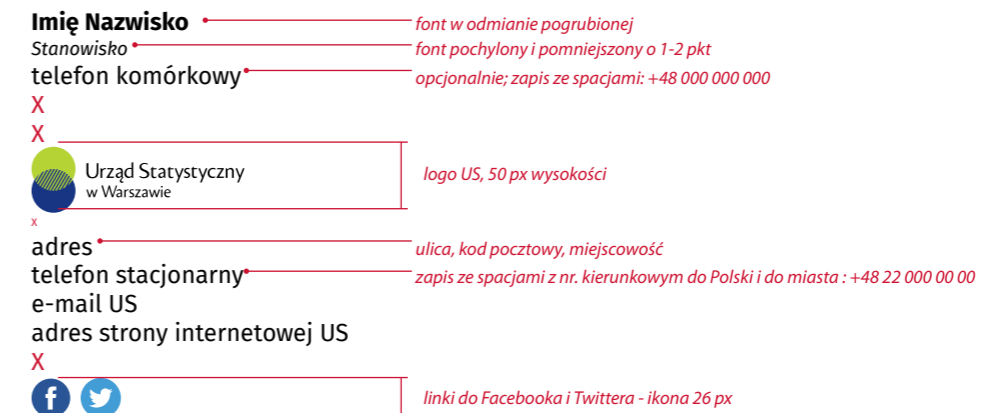 Imię Nazwisko font w odmianie pogrubionej
Stanowisko font pochylony i pomniejszony o 1-2 pkt
telefon komórkowy opcjonalnie; zapis ze spacjami: +48 000 000 000
X
X
Urząd Statystyczny
w Warszawie
logo US, 50 px wysokości
x
adres ulica, kod pocztowy, miejscowość
telefon stacjonarny zapis ze spacjami z nr. kierunkowym do Polski i do miasta : +48 22 000 00 00
e-mail US
adres strony internetowej US
X
f linki do Facebooka i Twittera - ikona 26 px